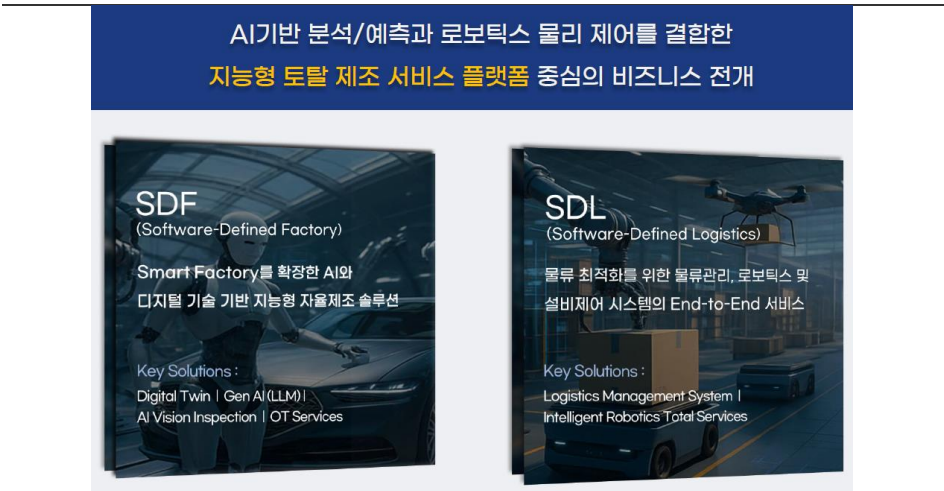 AI기반 분석/예측과 로보틱스 물리 제어를 결합한
지능형 토탈 제조 서비스 플랫폼 중심의 비즈니스 전개
SDF
(Software-Defined Factory)
Smart Factory를 확장한 AI와
디지털 기술 기반 지능형 자율제조 솔루션
Key Solutions :
Digital Twin | Gen AI (LLM) |
AI Vision Inspection | OT Services
SDL
(Software-Defined Logistics)
물류 최적화를 위한 물류관리, 로보틱스 및
설비제어 시스템의 End-to-End 서비스
Key Solutions :
Logistics Management System |
Intelligent Robotics Total Services